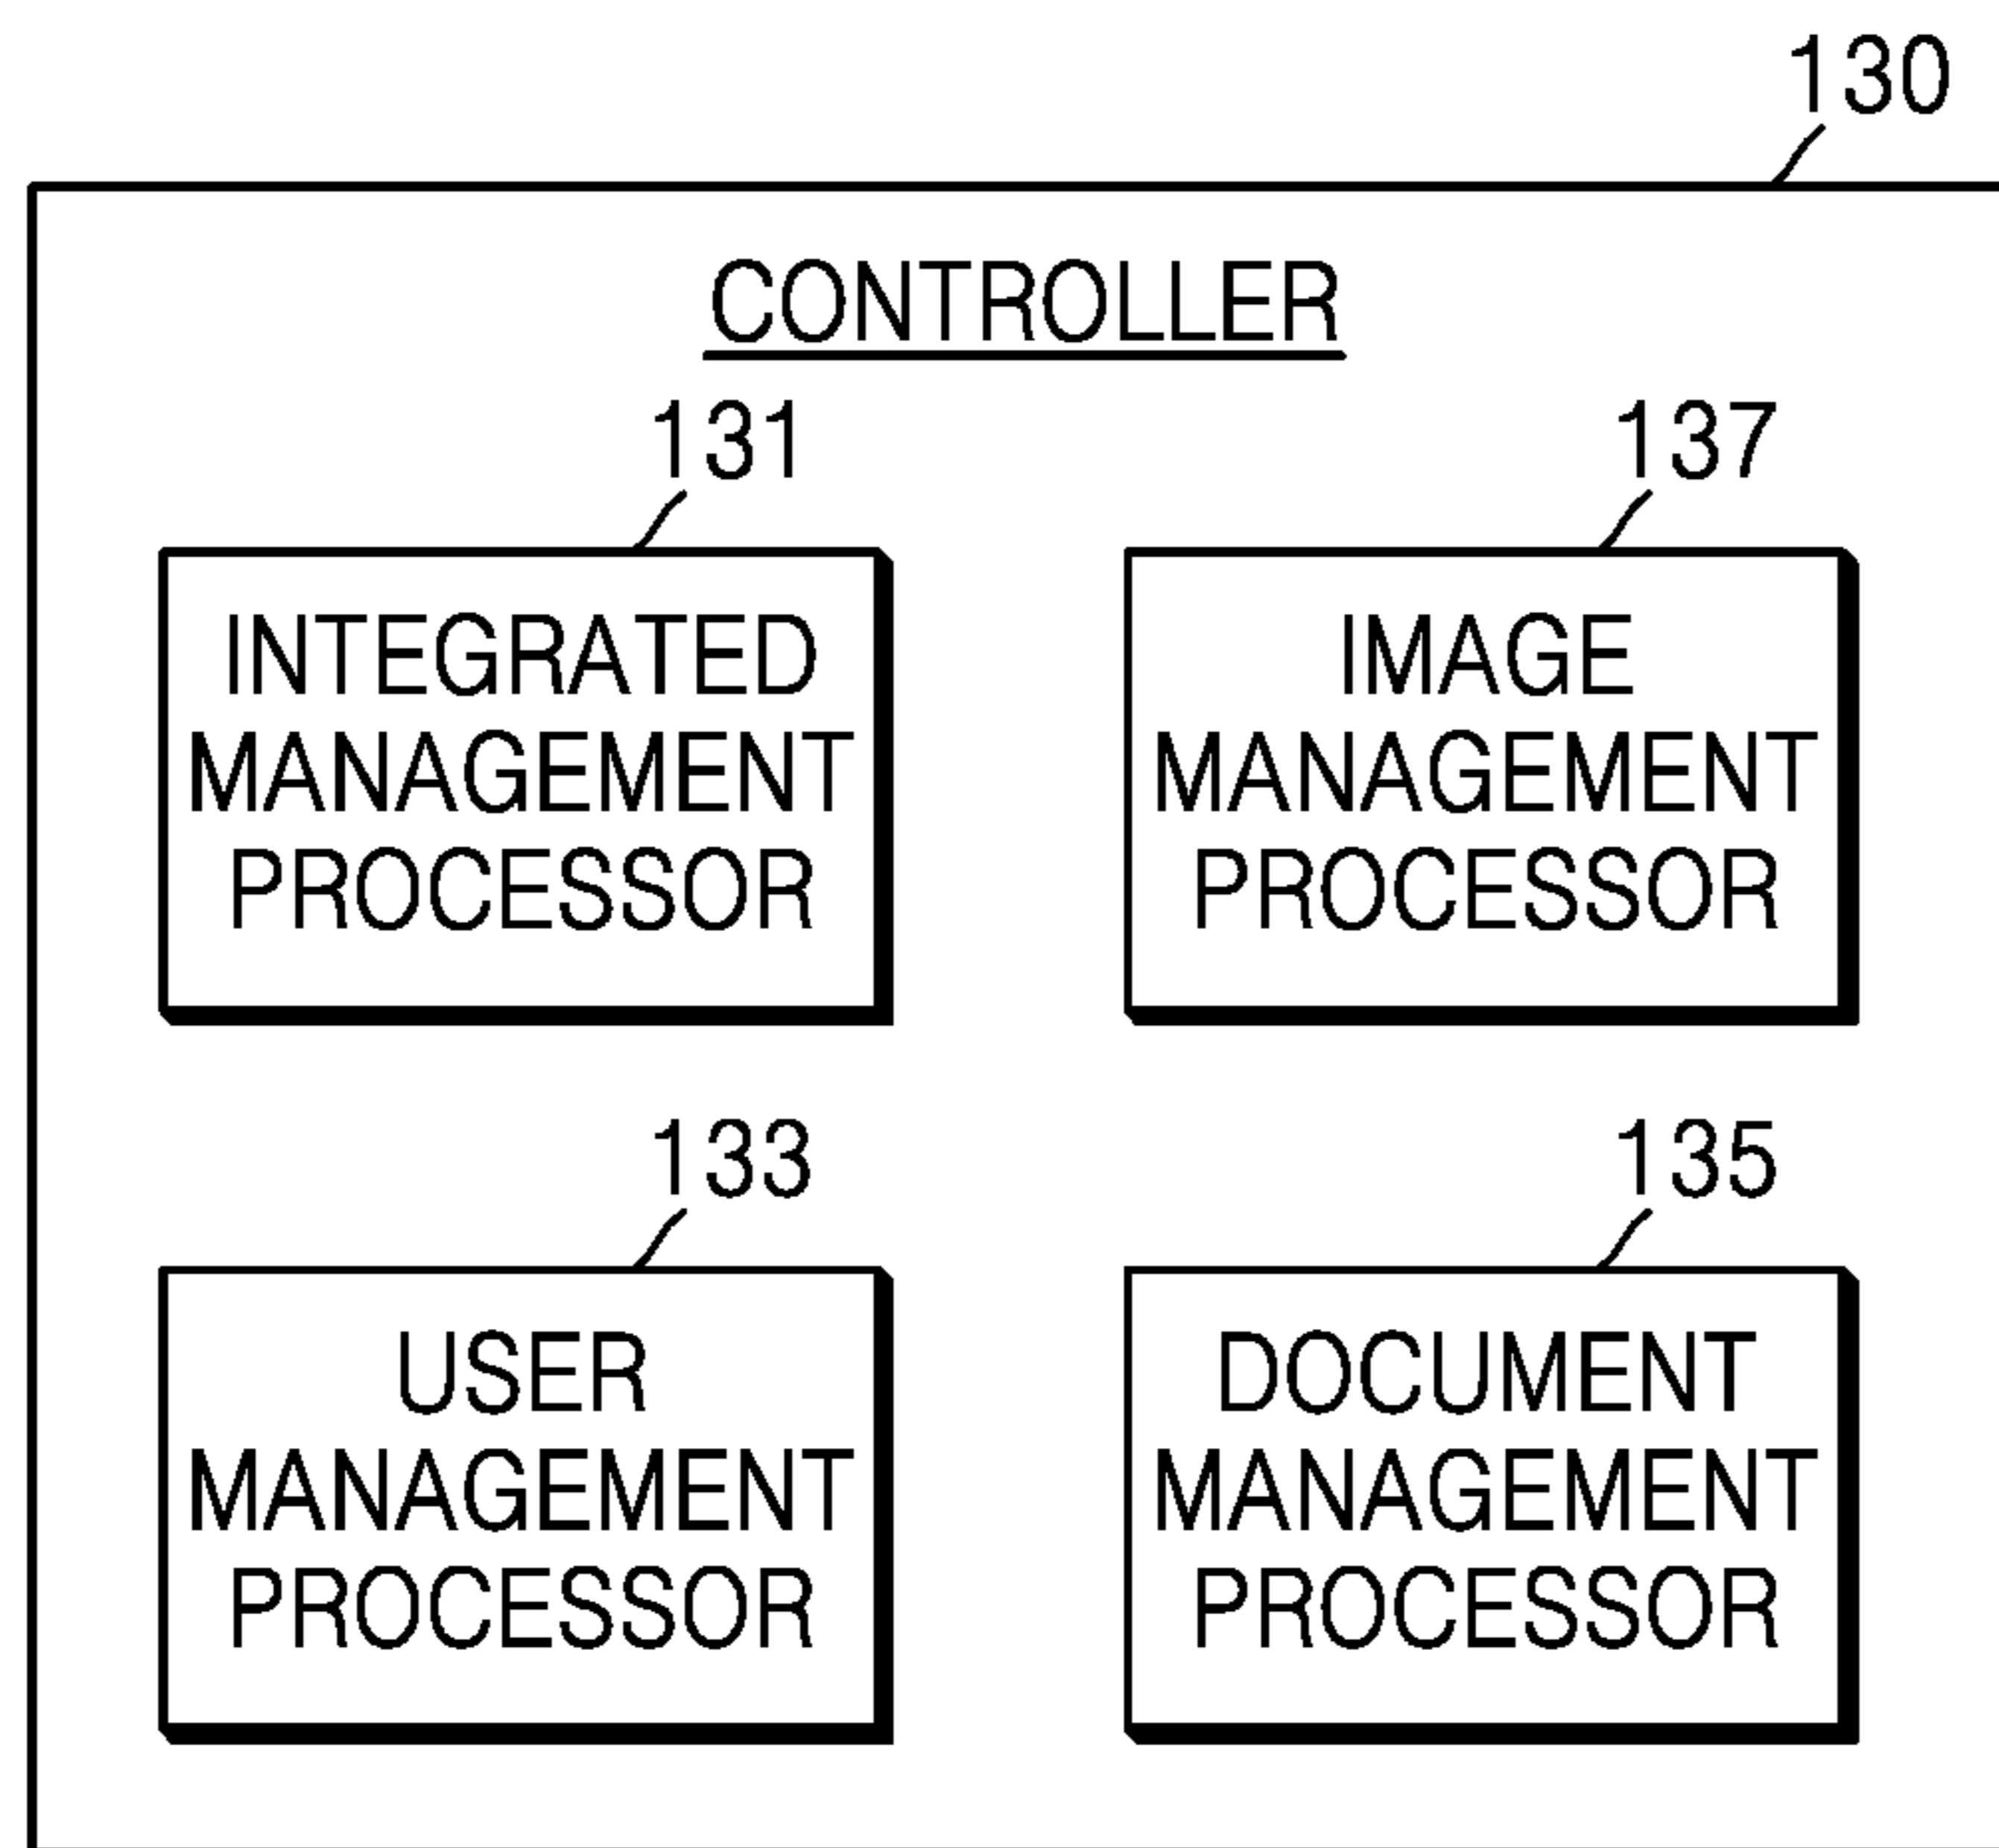 130
CONTROLLER
131
INTEGRATED
MANAGEMENT
PROCESSOR
137
IMAGE
MANAGEMENT
PROCESSOR
133
USER
MANAGEMENT
PROCESSOR
135
DOCUMENT
MANAGEMENT
PROCESSOR